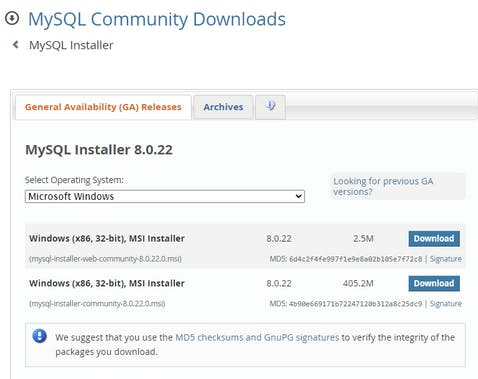 MySQL Community Downloads
MySQL Installer
General Availability (GA) Releases
Archives
MySQL Installer 8.0.22
Select Operating System:
Looking for previous GA
versions?
Microsoft Windows
Windows (x86, 32-bit), MSI Installer 8.0.22 2.5M Download
(mysql-installer-web-community-8.0.22.0.msi) MD5: 6d4c2f4fe997f1e9e8a02b105e7f72c8 | Signature
Windows (x86, 32-bit), MSI Installer 8.0.22 405.2M Download
(mysql-installer-community-8.0.22.0.msi) MD5: 4b90e669171b72247120b312a8c25dc9 | Signature
We suggest that you use the MD5 checksums and GnuPG signatures to verify the integrity of the
packages you download.